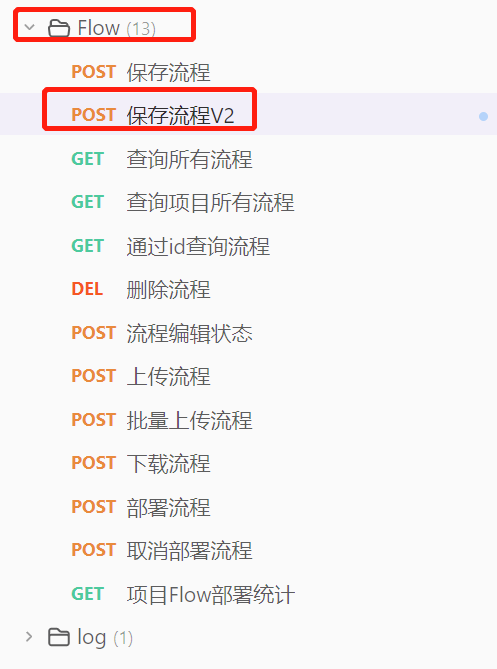 Flow (13)
POST 保存流程
POST 保存流程V2
GET 查询所有流程
GET 查询项目所有流程
GET 通过id查询流程
DEL 删除流程
POST 流程编辑状态
POST 上传流程
POST 批量上传流程
POST 下载流程
POST 部署流程
POST 取消部署流程
GET 项目Flow部署统计
log (1)